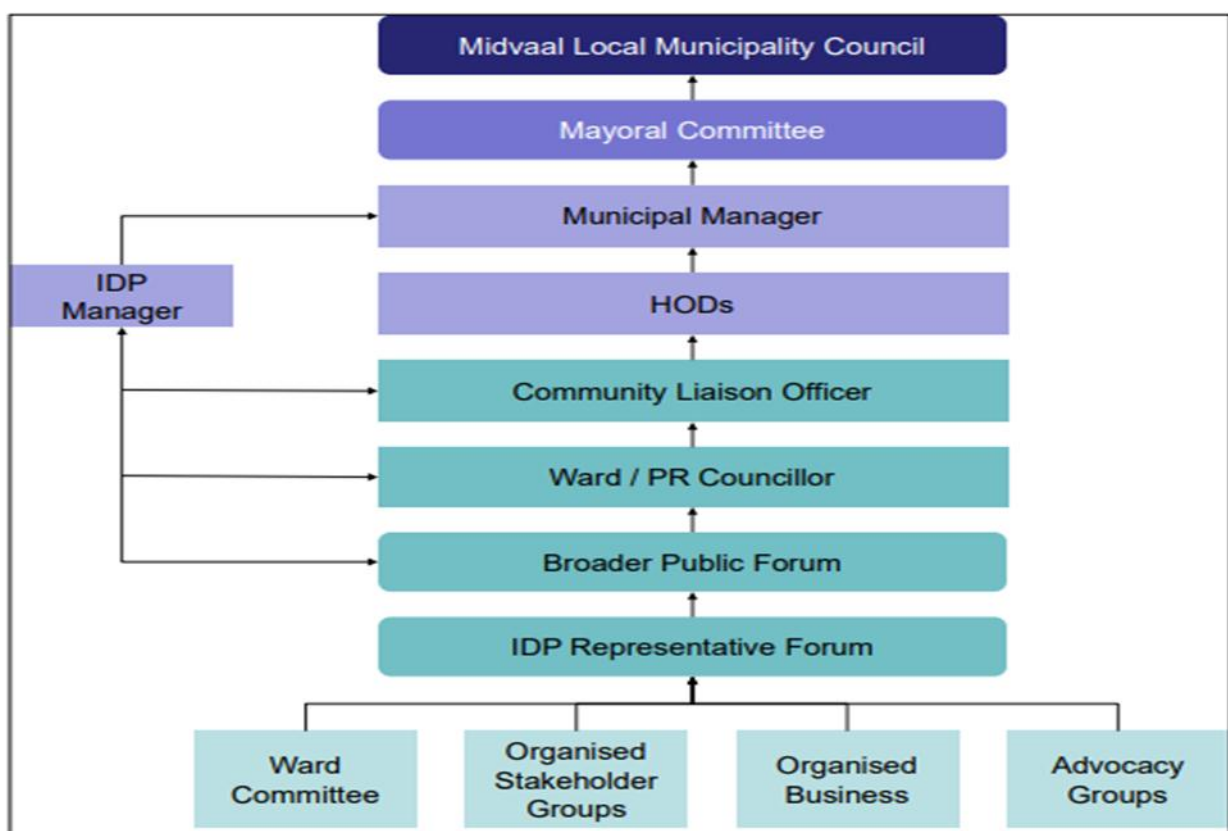 Midvaal Local Municipality Council
Mayoral Committee
Municipal Manager
IDP
Manager
HODs
Community Liaison Officer
Ward / PR Councillor
Broader Public Forum
IDP Representative Forum
Ward
Committee
Organised
Stakeholder
Groups
Organised
Business
Advocacy
Groups